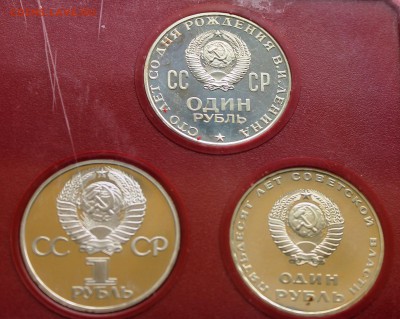 СТО ЛЕТ СО ДНЯ РОЖДЕНИЯ В.И.ЛЕНИНА
СС СР
ОДИН
РУБЛЬ
СС СР
1
РУБЛЬ
ПЯТЬДЕСЯТ ЛЕТ СОВЕТСКОЙ ВЛАСТИ
ОДИН
РУБЛЬ